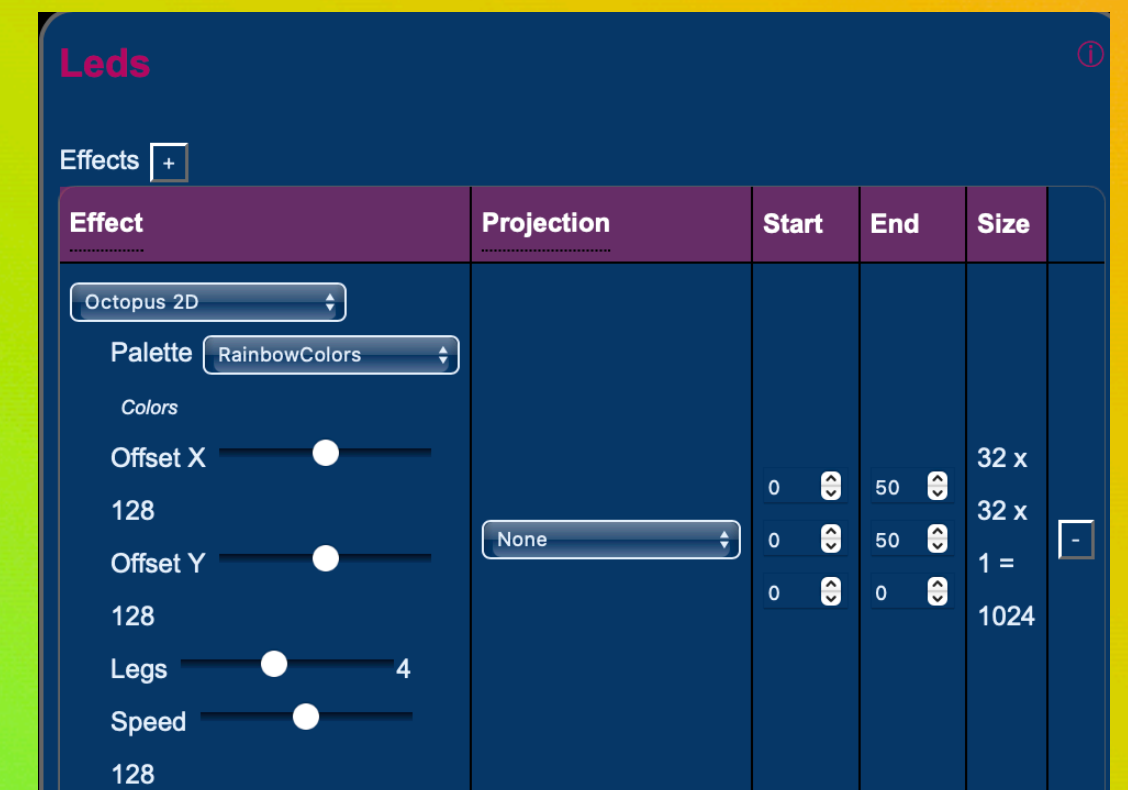 Leds ⓘ
Effects +
Effect Projection Start End Size
Octopus 2D
Palette RainbowColors
Colors
Offset X
128
Offset Y
128
Legs 4
Speed
128
None
0
0
0
50
50
0
32 x
32 x
1 =
1024
-